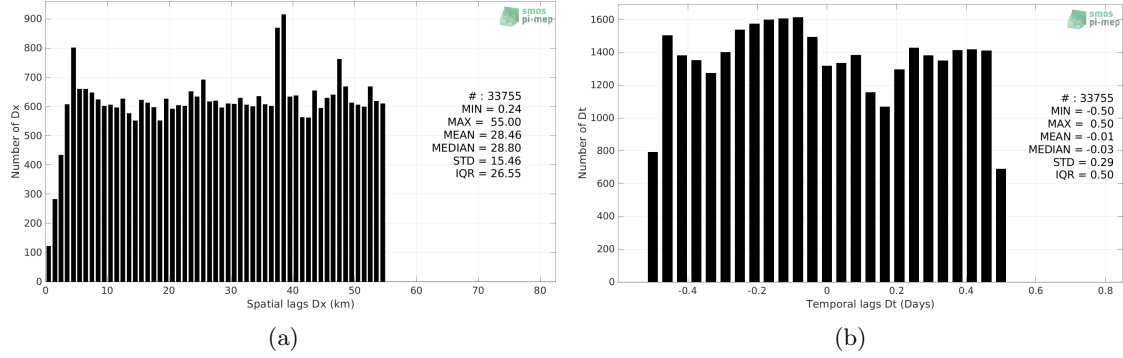 smos
pi-mep
1000
900
800
700
600
500
400
300
200
100
0
Number of Dx
# : 33755
MIN = 0.24
MAX = 55.00
MEAN = 28.46
MEDIAN = 28.80
STD = 15.46
IQR = 26.55
0 10 20 30 40 50 60 70 80
Spatial lags Dx (km)
(a)
smos
pi-mep
1600
1400
1200
1000
800
600
400
200
0
Number of Dt
# : 33755
MIN = -0.50
MAX = 0.50
MEAN = -0.01
MEDIAN = -0.03
STD = 0.29
IQR = 0.50
-0.4 -0.2 0 0.2 0.4 0.6 0.8
Temporal lags Dt (Days)
(b)